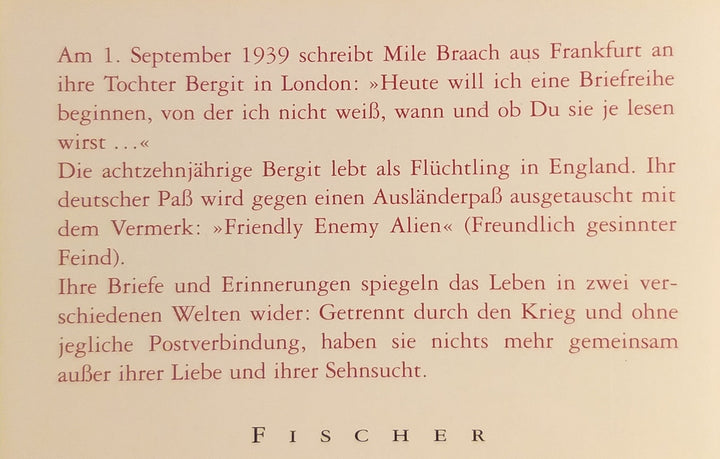 Am 1. September 1939 schreibt Mile Braach aus Frankfurt an
ihre Tochter Bergit in London: »Heute will ich eine Briefreihe
beginnen, von der ich nicht weiß, wann und ob Du sie je lesen
wirst ...«
Die achtzehnjährige Bergit lebt als Flüchtling in England. Ihr
deutscher Paß wird gegen einen Ausländerpaß ausgetauscht mit
dem Vermerk: »Friendly Enemy Alien« (Freundlich gesinnter
Feind).
Ihre Briefe und Erinnerungen spiegeln das Leben in zwei ver-
schiedenen Welten wider: Getrennt durch den Krieg und ohne
jegliche Postverbindung, haben sie nichts mehr gemeinsam
außer ihrer Liebe und ihrer Sehnsucht.
FISCHER